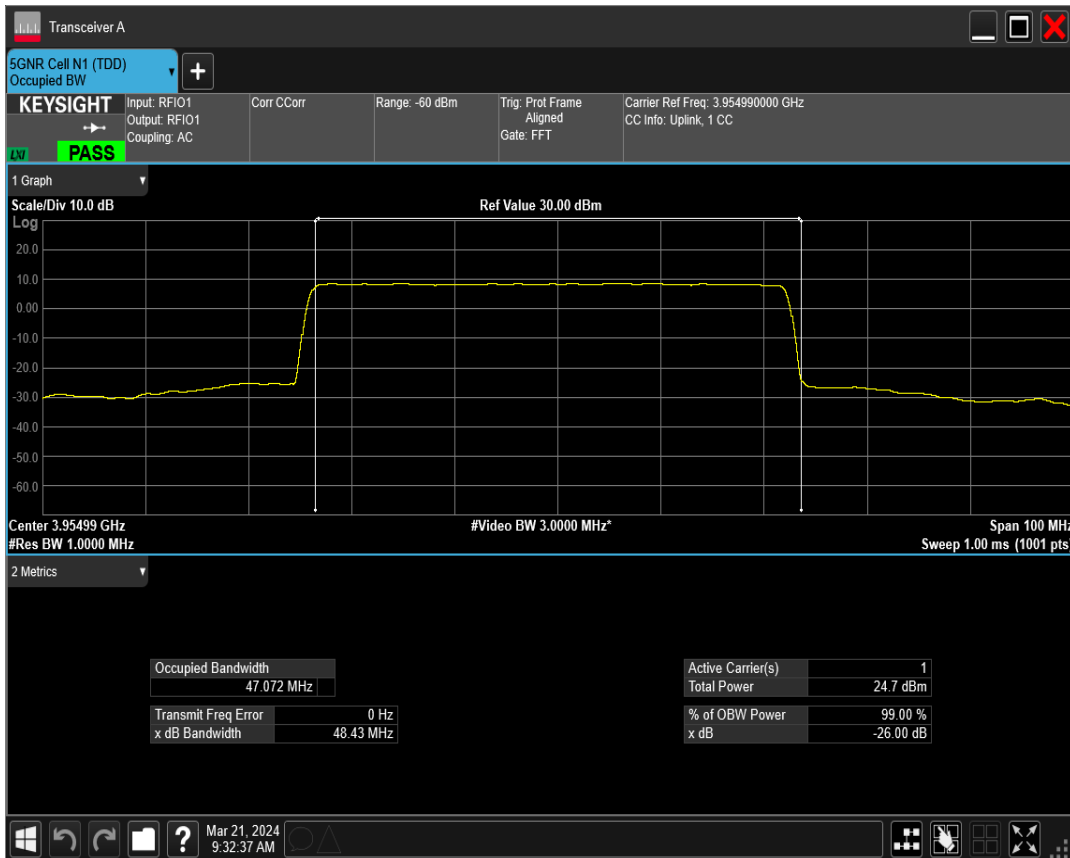 Transceiver A
5GNR Cell N1 (TDD)
Occupied BW
+
KEYSIGHT
LXI
PASS
Input: RFIO1
Output: RFIO1
Coupling: AC
Corr CCorr
Range: -60 dBm
Trig: Prot Frame
Aligned
Gate: FFT
Carrier Ref Freq: 3.954990000 GHz
CC Info: Uplink, 1 CC
1 Graph
Scale/Div 10.0 dB
Ref Value 30.00 dBm
Log
20.0
10.0
0.00
-10.0
-20.0
-30.0
-40.0
-50.0
-60.0
Center 3.95499 GHz
#Video BW 3.0000 MHz*
Span 100 MHz
#Res BW 1.0000 MHz
Sweep 1.00 ms (1001 pts)
2 Metrics
Occupied Bandwidth
47.072 MHz
Transmit Freq Error 0 Hz
x dB Bandwidth 48.43 MHz
Active Carrier(s) 1
Total Power 24.7 dBm
% of OBW Power 99.00 %
x dB -26.00 dB
?
Mar 21, 2024
9:32:37 AM